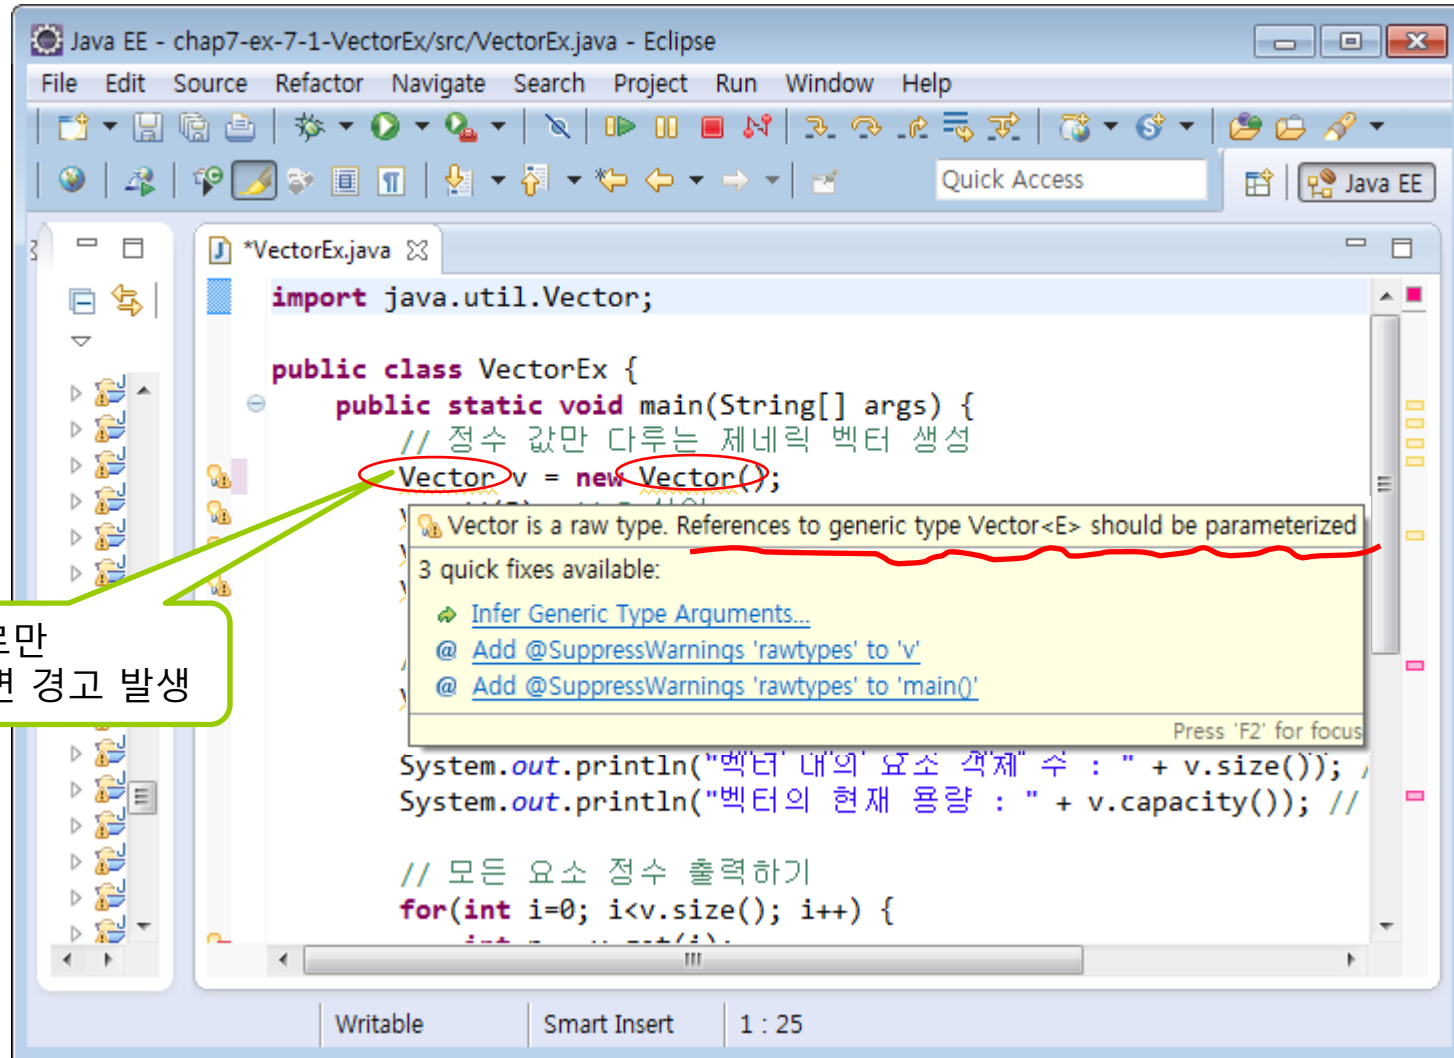 Java EE - chap7-ex-7-1-VectorEx/src/VectorEx.java - Eclipse
File Edit Source Refactor Navigate Search Project Run Window Help
Quick Access
Java EE
*VectorEx.java
import java.util.Vector;
public class VectorEx {
public static void main(String[] args) {
// 정수 값만 다루는 제네릭 벡터 생성
Vector v = new Vector();
Vector is a raw type. References to generic type Vector<E> should be parameterized
3 quick fixes available:
Infer Generic Type Arguments...
@ Add @SuppressWarnings 'rawtypes' to 'v'
@ Add @SuppressWarnings 'rawtypes' to 'main()'
Press 'F2' for focus
로만
면 경고 발생
System.out.println("벡터 내의 요소 객체 수 : " + v.size()); /
System.out.println("벡터의 현재 용량 : " + v.capacity()); //
// 모든 요소 정수 출력하기
for(int i=0; i<v.size(); i++) {
Writable Smart Insert 1 : 25